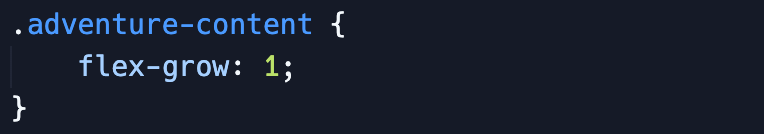 .adventure-content {
    flex-grow: 1;
}